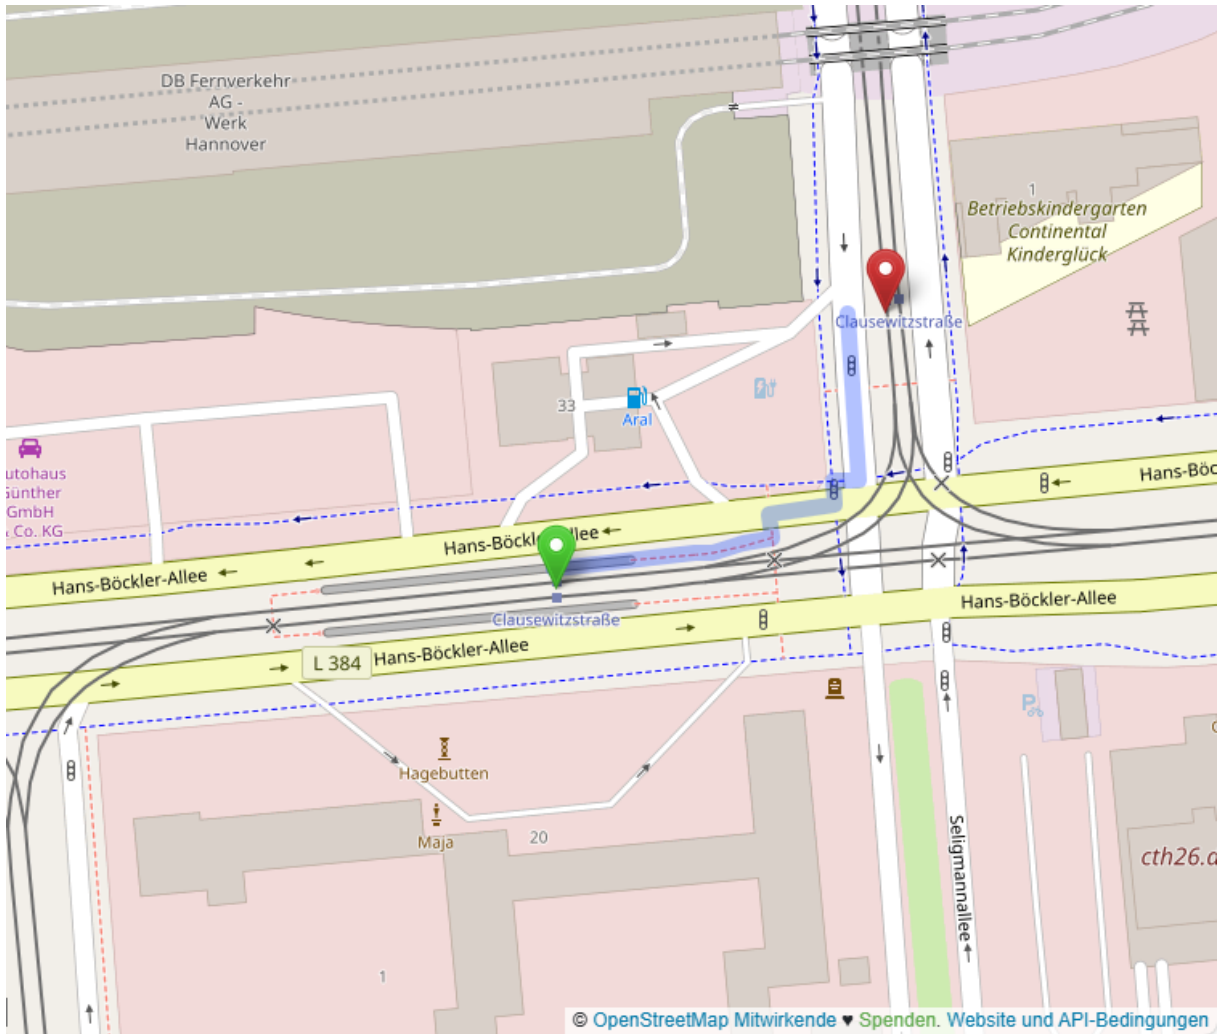 DB Fernverkehr
AG -
Werk
Hannover
1
Betriebskindergarten
Continental
Kinderglück
Clausewitzstraße
33
Aral
utohaus
Günther
GmbH
Co. KG
Hans-Böc
Hans-Böckler-Allee
Hans-Böckler-Allee
Clausewitzstraße
Hans-Böckler-Allee
L 384
Hans-Böckler-Allee
P
Hagebutten
Maja
20
Seligmannallee
cth26.d
1
© OpenStreetMap Mitwirkende ♥ Spenden. Website und API-Bedingungen